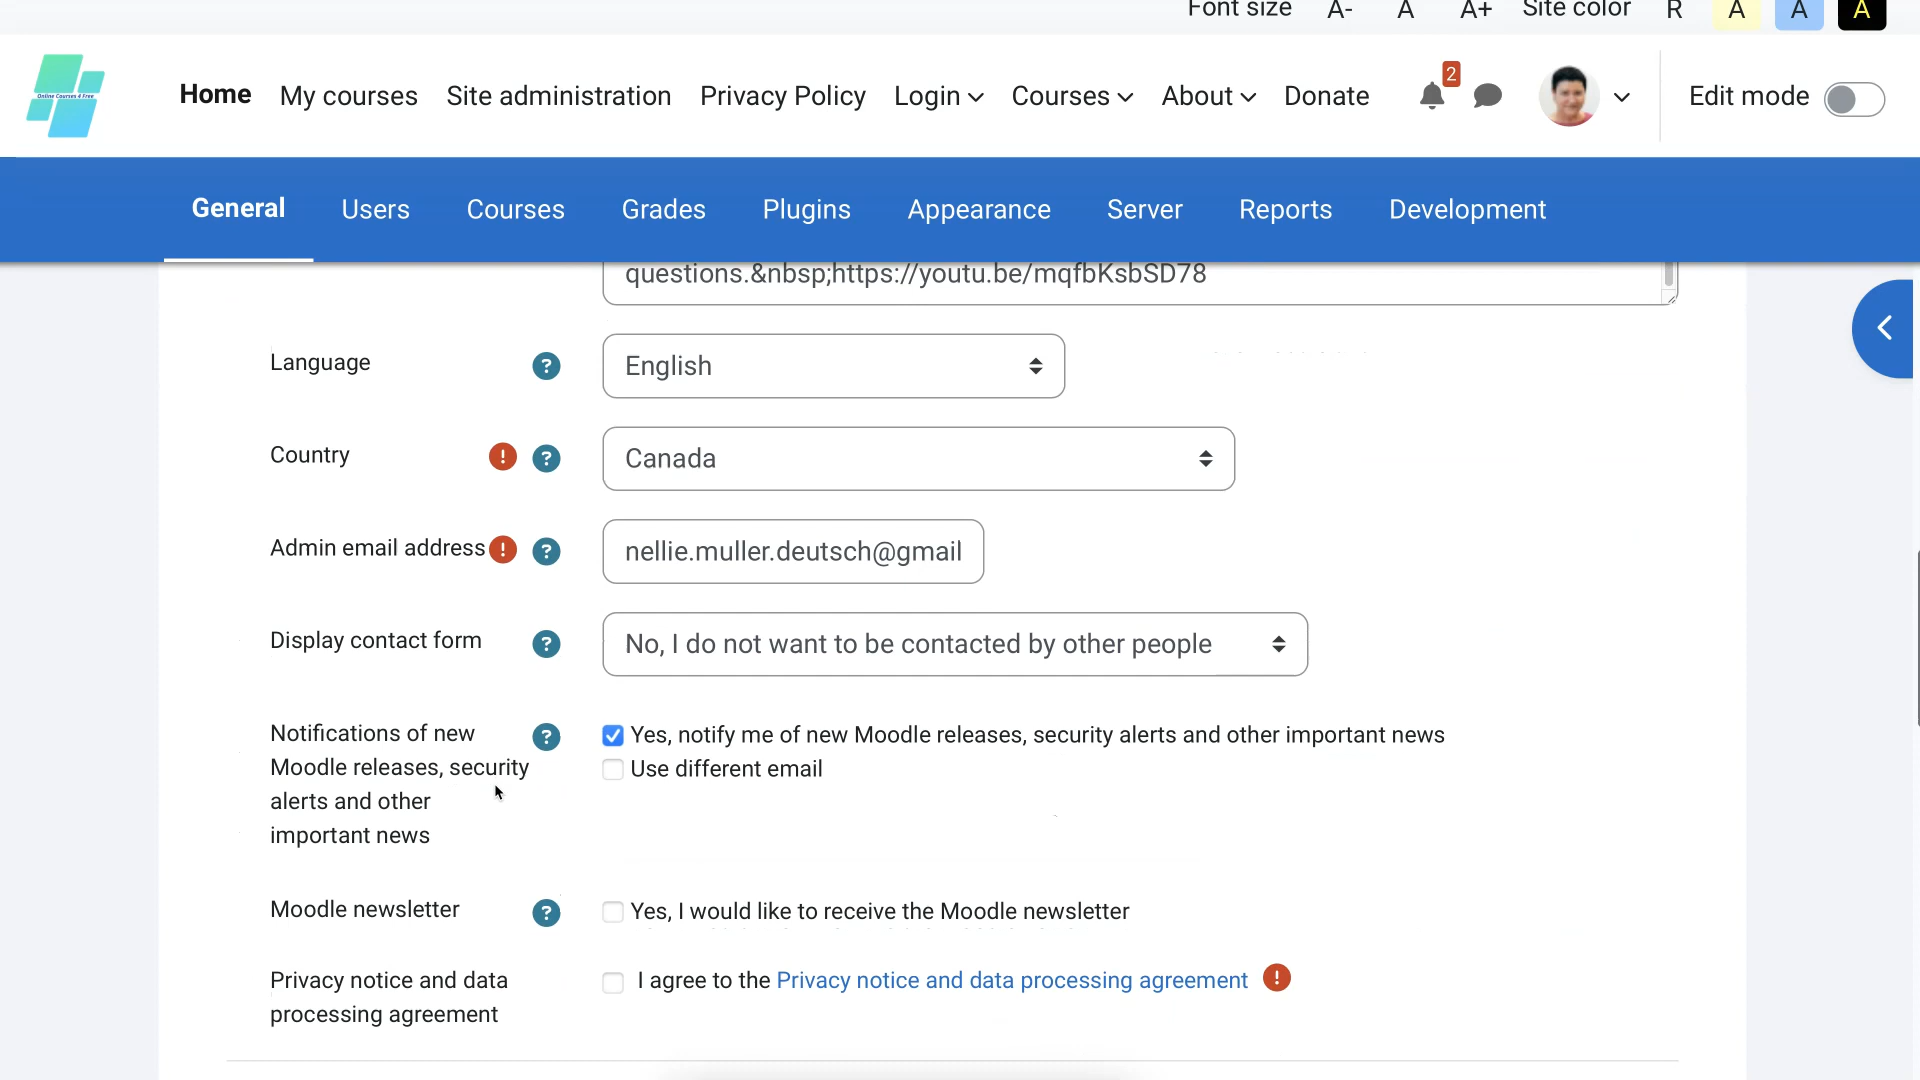 Font size A- A A+ Site color R A A A
Online Courses 4 Free
Home My courses Site administration Privacy Policy Login Courses About Donate 2 Edit mode
General Users Courses Grades Plugins Appearance Server Reports Development
questions.&nbsp;https://youtu.be/mqfbKsbSD78
Language ? English
Country ! ? Canada
Admin email address ! ? nellie.muller.deutsch@gmail
Display contact form ? No, I do not want to be contacted by other people
Notifications of new ? Yes, notify me of new Moodle releases, security alerts and other important news
Moodle releases, security Use different email
alerts and other
important news
Moodle newsletter ? Yes, I would like to receive the Moodle newsletter
Privacy notice and data I agree to the Privacy notice and data processing agreement !
processing agreement